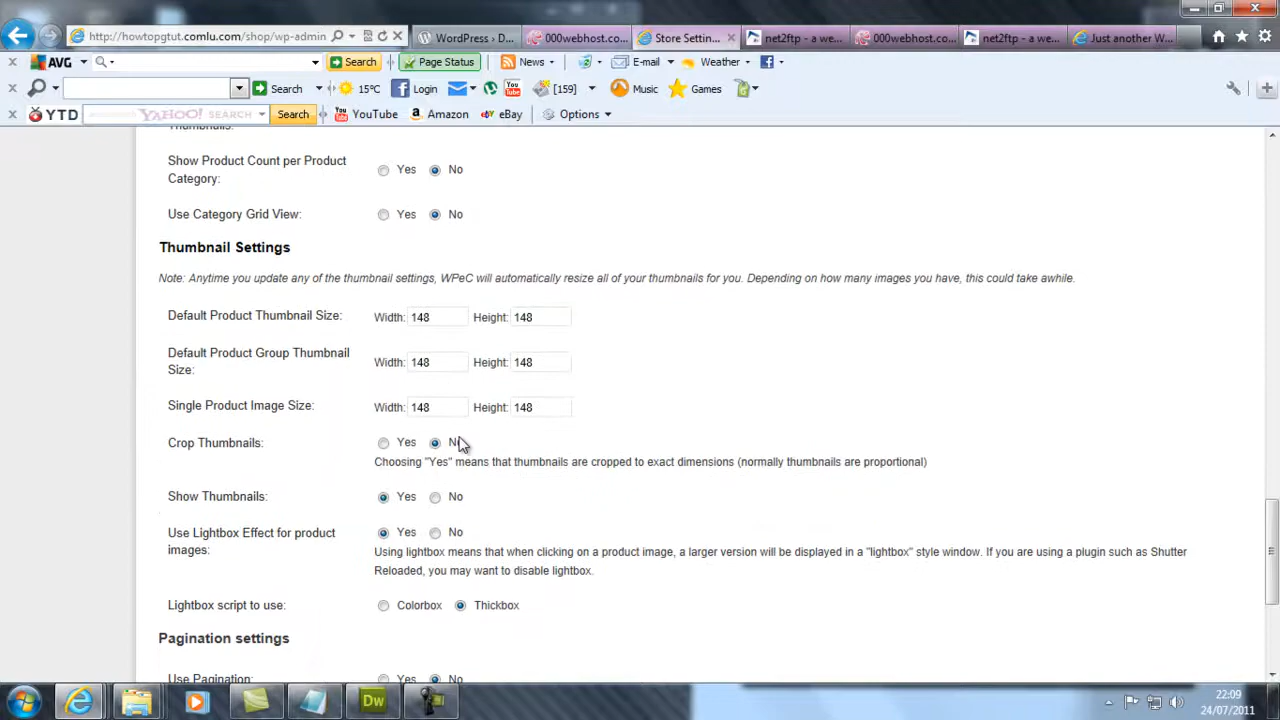 http://howtopgtut.comlu.com/shop/wp-admin
WordPress › D...
000webhost.co...
Store Settin...
net2ftp - a we...
000webhost.co...
net2ftp - a we...
Just another W...
AVG
Search
Page Status
News
E-mail
Weather
Search
15°C
Login
You Tube
[159]
Music
Games
YTD
YAHOO! SEARCH
Search
YouTube
Amazon
eBay
Options
Thumbnails:
Show Product Count per Product Category:
Yes No
Use Category Grid View: Yes No
Thumbnail Settings
Note: Anytime you update any of the thumbnail settings, WPeC will automatically resize all of your thumbnails for you. Depending on how many images you have, this could take awhile.
Default Product Thumbnail Size: Width: 148 Height: 148
Default Product Group Thumbnail
Size:
Width: 148 Height: 148
Single Product Image Size: Width: 148 Height: 148
Crop Thumbnails: Yes No
Choosing "Yes" means that thumbnails are cropped to exact dimensions (normally thumbnails are proportional)
Show Thumbnails: Yes No
Use Lightbox Effect for product
images:
Yes No
Using lightbox means that when clicking on a product image, a larger version will be displayed in a "lightbox" style window. If you are using a plugin such as Shutter
Reloaded, you may want to disable lightbox.
Lightbox script to use: Colorbox Thickbox
Pagination settings
Use Pagination: Yes No
Dw
22:09
24/07/2011